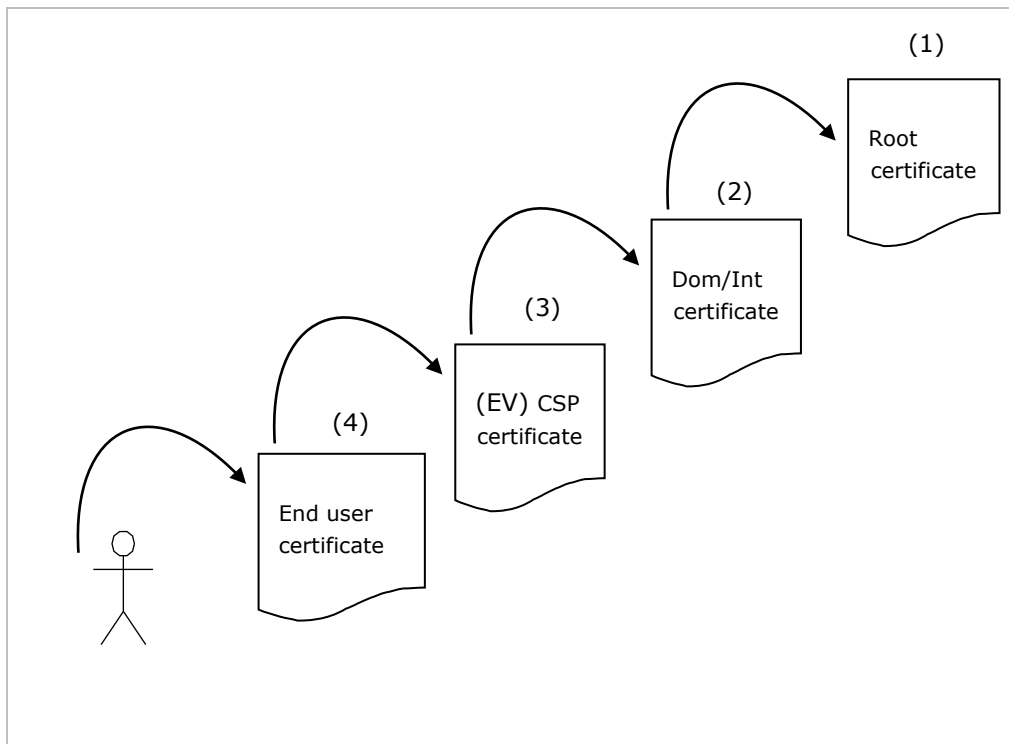 (1)
Root
certificate
(2)
Dom/Int
certificate
(3)
(EV) CSP
certificate
(4)
End user
certificate